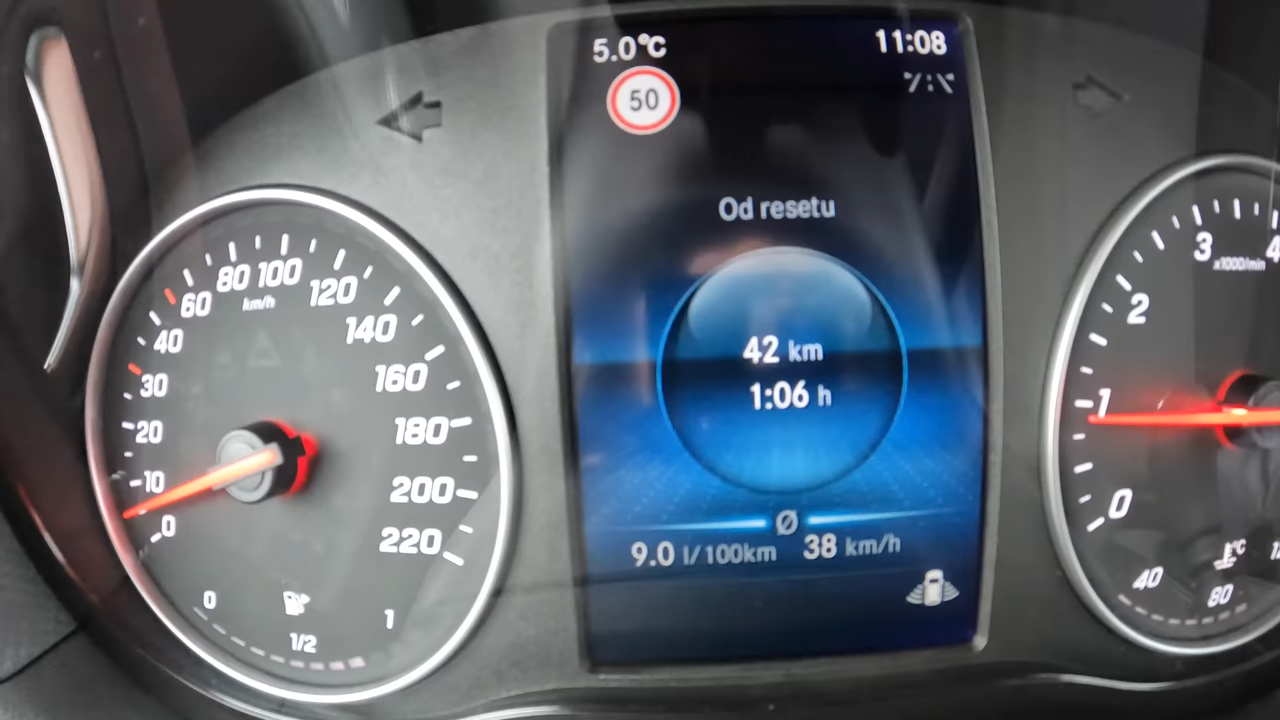 5.0°C
11:08
50
Od resetu
42 km
1:06 h
Ø
9.0 l/100km 38 km/h
0
10
20
30
40
60
80
100
120
140
160
180
200
220
km/h
0
1/2
1
0
1
2
3
4
x1000/min
°C
40
80